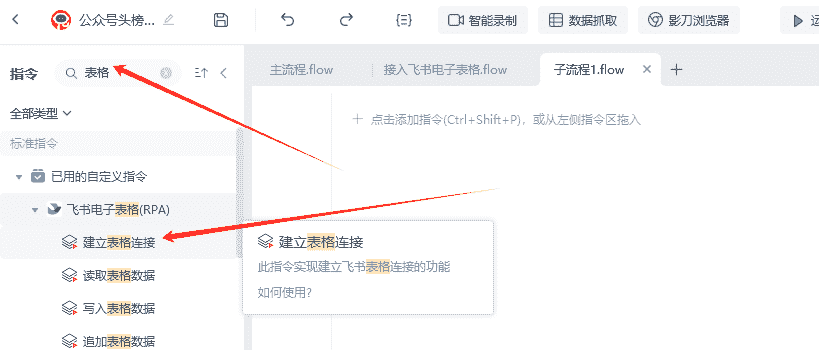 公众号头榜...
智能录制
数据抓取
影刀浏览器
运
指令
表格
主流程.flow
接入飞书电子表格.flow
子流程1.flow
全部类型
点击添加指令(Ctrl+Shift+P)，或从左侧指令区拖入
标准指令
已用的自定义指令
飞书电子表格(RPA)
建立表格连接
建立表格连接
此指令实现建立飞书表格连接的功能
读取表格数据
如何使用?
写入表格数据
追加表格数据